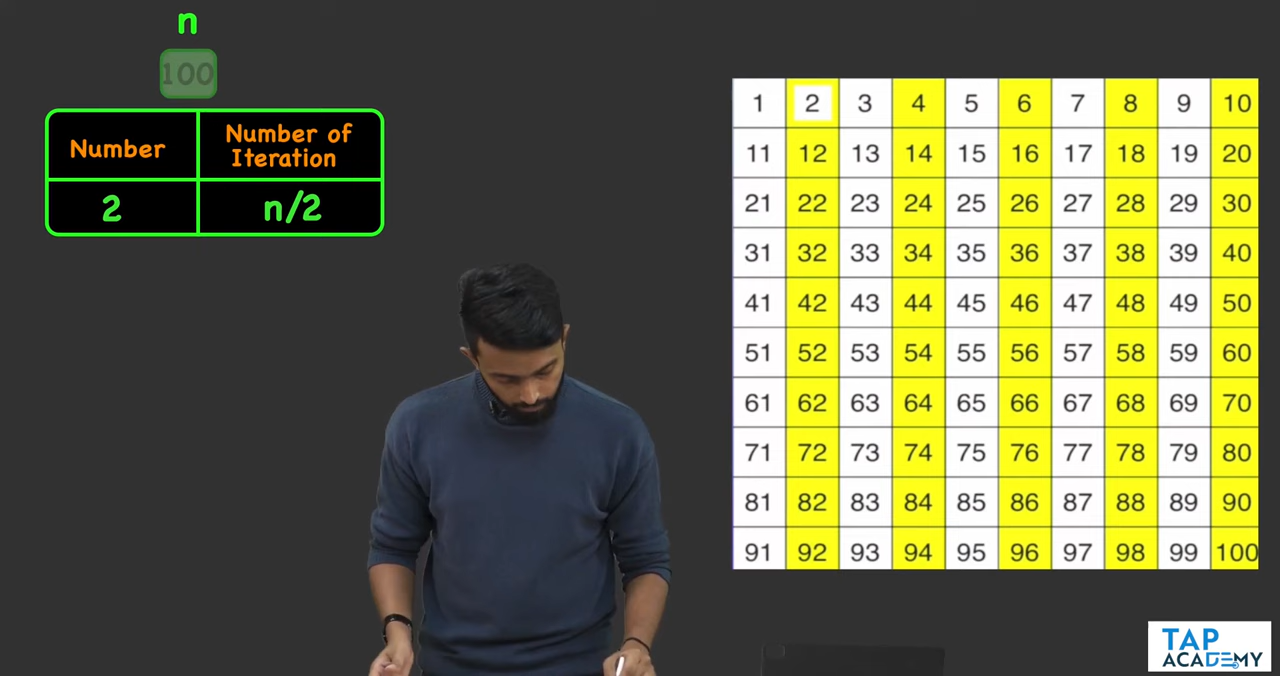 n
100
Number
Number of
Iteration
2
n/2
1 2 3 4 5 6 7 8 9 10
11 12 13 14 15 16 17 18 19 20
21 22 23 24 25 26 27 28 29 30
31 32 33 34 35 36 37 38 39 40
41 42 43 44 45 46 47 48 49 50
51 52 53 54 55 56 57 58 59 60
61 62 63 64 65 66 67 68 69 70
71 72 73 74 75 76 77 78 79 80
81 82 83 84 85 86 87 88 89 90
91 92 93 94 95 96 97 98 99 100
TAP
ACADEMY